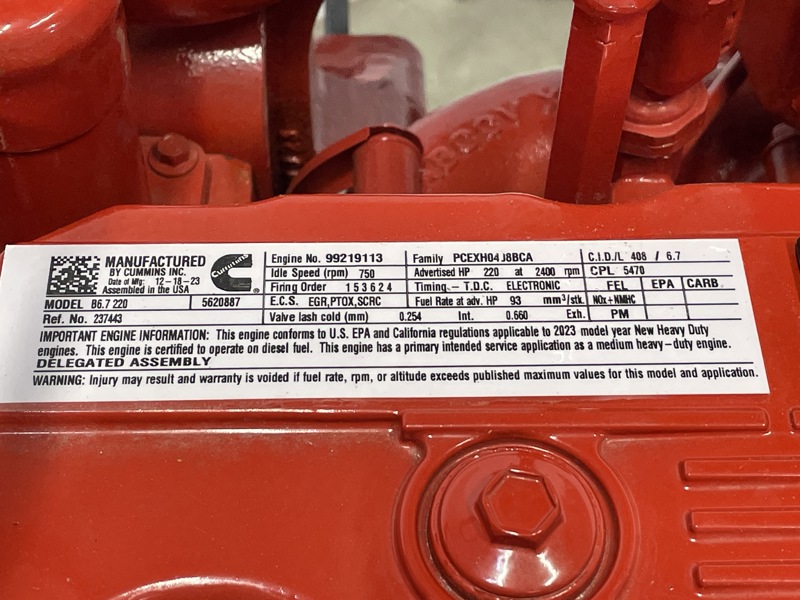 MANUFACTURED
BY CUMMINS INC.
Date of Mfg: 12-18-23
Assembled in the USA
Cummins
®
MODEL B6.7 220 5620887
Ref. No. 237443
Engine No. 99219113 Family PCEXH04J8BCA C.I.D./L 408 / 6.7
Idle Speed (rpm) 750 Advertised HP 220 at 2400 rpm CPL 5470
Firing Order 1 5 3 6 2 4 Timing - T.D.C. ELECTRONIC FEL EPA CARB
E.C.S. EGR,PTOX,SCRC Fuel Rate at adv. HP 93 mm³/stk. NOx+NMHC
Valve lash cold (mm) 0.254 Int. 0.660 Exh. PM
IMPORTANT ENGINE INFORMATION: This engine conforms to U.S. EPA and California regulations applicable to 2023 model year New Heavy Duty
engines. This engine is certified to operate on diesel fuel. This engine has a primary intended service application as a medium heavy-duty engine.
DELEGATED ASSEMBLY
WARNING: Injury may result and warranty is voided if fuel rate, rpm, or altitude exceeds published maximum values for this model and application.